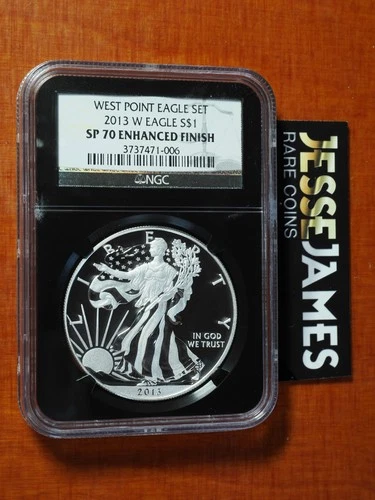 WEST POINT EAGLE SET
2013 W EAGLE S$1
SP 70 ENHANCED FINISH
3737471-006
NGC
LIBERTY
IN GOD
WE TRUST
2013
JESSE JAMES
RARE COINS